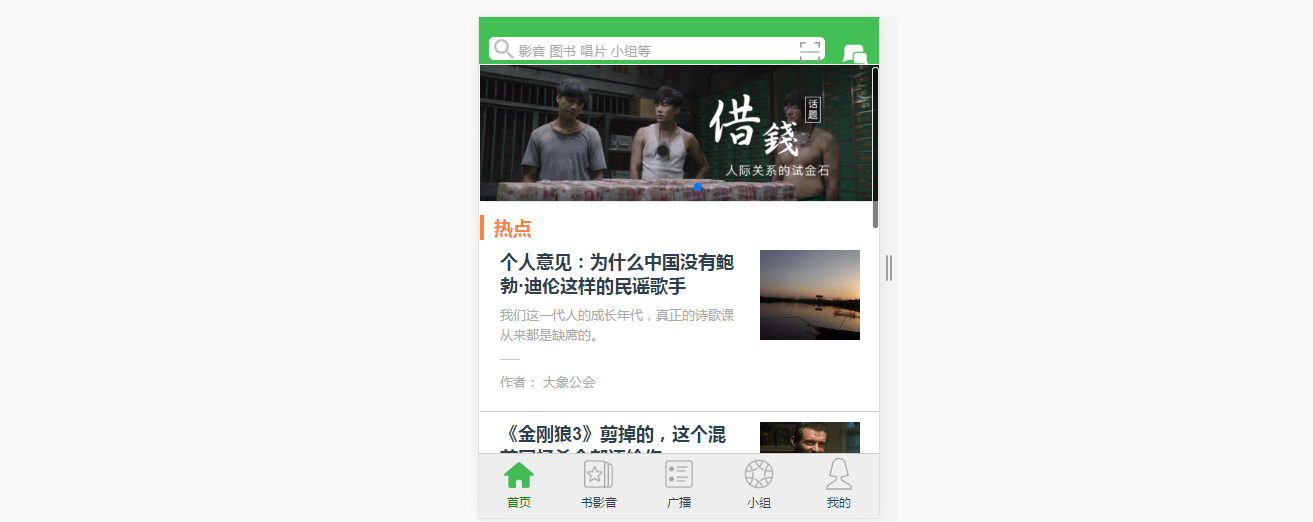 影音 图书 唱片 小组等
借錢
话题
人际关系的试金石
热点
个人意见：为什么中国没有鲍
勃·迪伦这样的民谣歌手
我们这一代人的成长年代，真正的诗歌课
从来都是缺席的。
作者： 大象公会
《金刚狼3》剪掉的，这个混
首页 书影音 广播 小组 我的